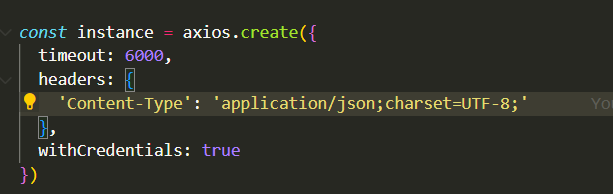 const instance = axios.create({
timeout: 6000,
headers: {
'Content-Type': 'application/json;charset=UTF-8;'
},
withCredentials: true
})